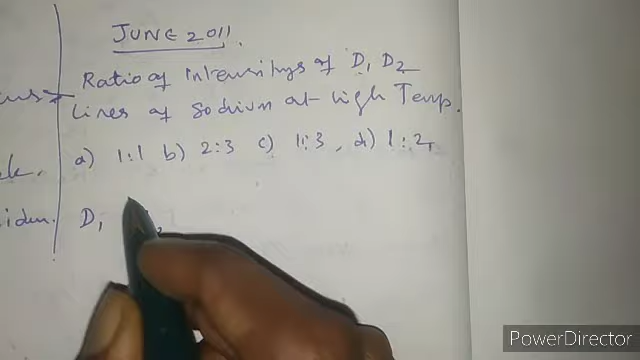 JUNE 2011.
Ratio of intensitys of D₁, D₂
Lines of sodium at high Temp.
a) 1:1 b) 2:3 c) 1:3, d) 1:2,
D₁
PowerDirector